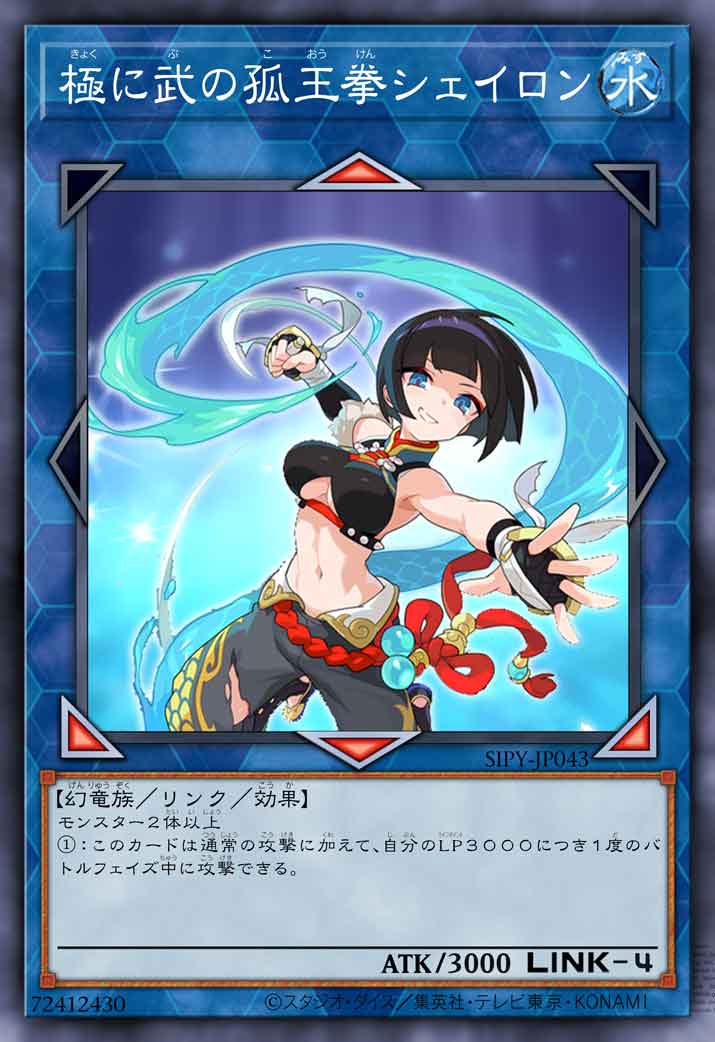 極に武の孤王拳シェイロン 水
SIPY-JP043
【幻竜族／リンク／効果】
モンスター２体以上
①：このカードは通常の攻撃に加えて、自分のＬＰ３０００につき１度のバ
トルフェイズ中に攻撃できる。
ATK/3000 LINK-4
72412430 ©スタジオ・ダイス／集英社・テレビ東京・KONAMI